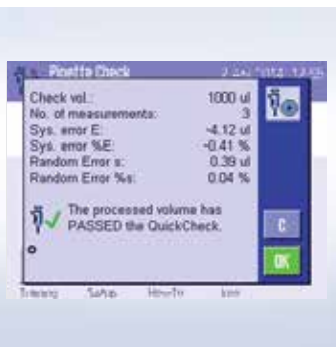 Pipette Check
Check vol.: 1000 ul
No. of measurements: 3
Sys. error E: -4.12 ul
Sys. error %E: -0.41 %
Random Error s: 0.39 ul
Random Error %s: 0.04 %
The processed volume has
PASSED the QuickCheck.
C
OK